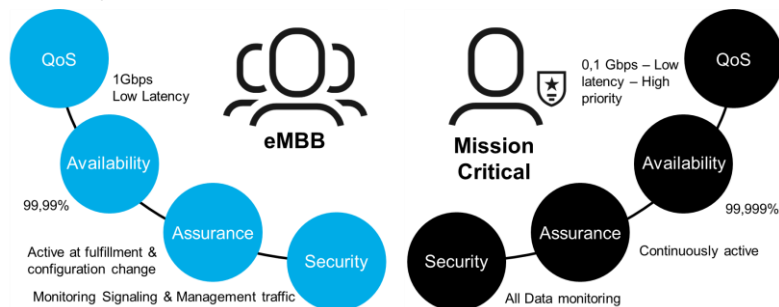 QoS
1Gbps
Low Latency
eMBB
Availability
99,99%
Assurance
Active at fulfillment &
configuration change
Security
Monitoring Signaling & Management traffic
QoS
0,1 Gbps – Low
latency – High
priority
Mission
Critical
Availability
99,999%
Assurance
Continuously active
Security
All Data monitoring